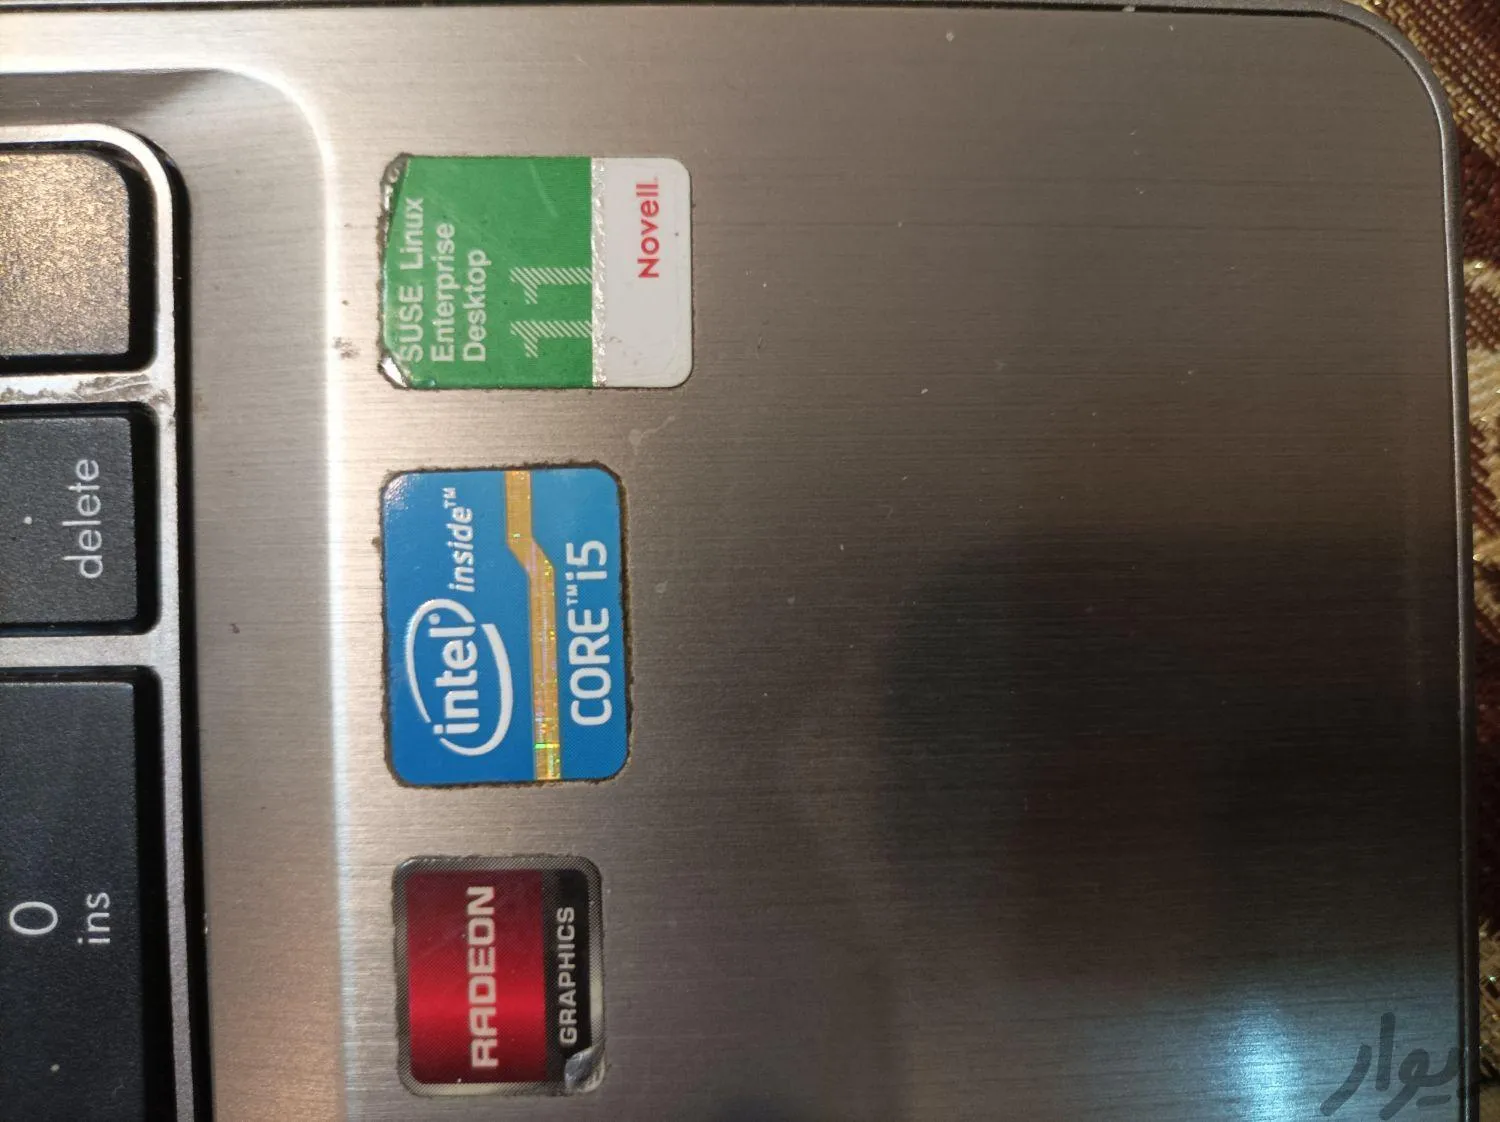 SUSE Linux
Enterprise
Desktop
11
Novell.
intel® inside™
CORE™ i5
RADEON
GRAPHICS
delete
.
0
ins
دیوار